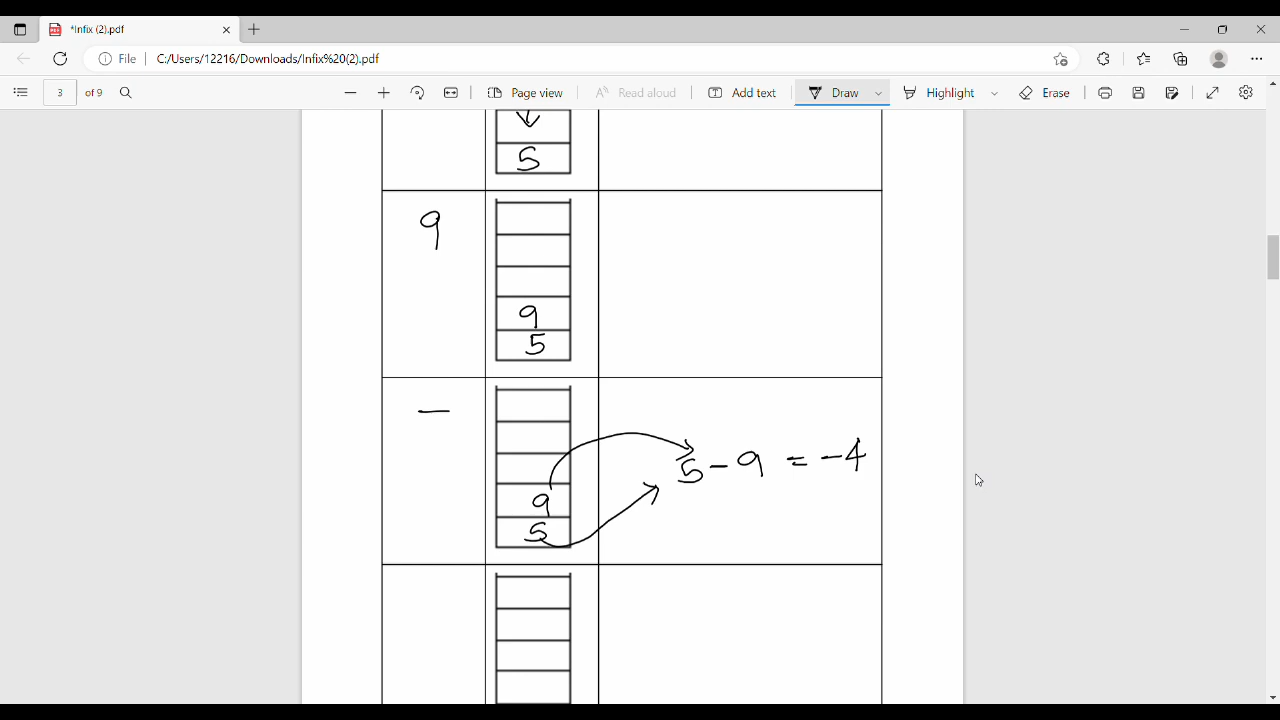 *Infix (2).pdf
File C:/Users/12216/Downloads/Infix%20(2).pdf
3 of 9 Page view Read aloud Add text Draw Highlight Erase
5
9
9
5
—
9
5
5 - 9 = -4